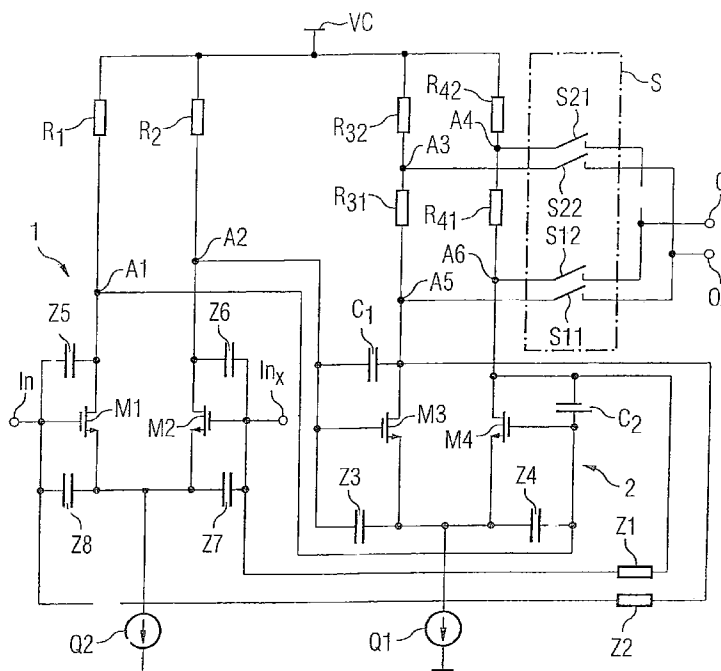 VC
R1
R2
R32
R42
A4
S21
S
A3
S22
R31
R41
S12
1
A2
A6
A1
A5
S11
Z5
Z6
C1
In
Inx
M1
M2
M3
M4
C2
Z3
Z4
2
Z8
Z7
Z1
Q2
Q1
Z2